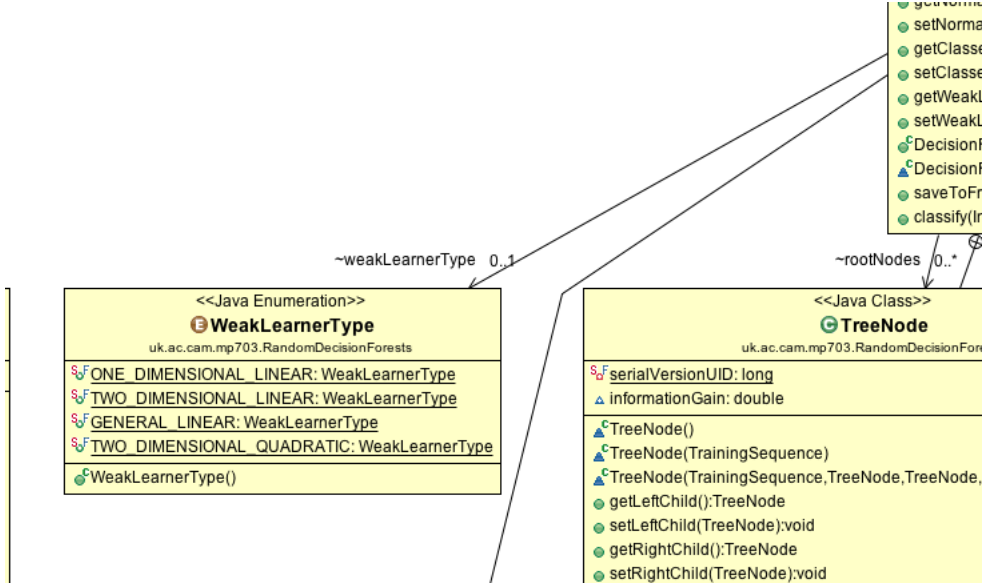 setNorma
getClasse
setClasse
getWeakL
setWeakL
DecisionF
DecisionF
saveToFr
classify(In
~weakLearnerType 0..1
~rootNodes 0..*
<<Java Enumeration>>
WeakLearnerType
uk.ac.cam.mp703.RandomDecisionForests
ONE_DIMENSIONAL_LINEAR: WeakLearnerType
TWO_DIMENSIONAL_LINEAR: WeakLearnerType
GENERAL_LINEAR: WeakLearnerType
TWO_DIMENSIONAL_QUADRATIC: WeakLearnerType
WeakLearnerType()
<<Java Class>>
TreeNode
uk.ac.cam.mp703.RandomDecisionFore
serialVersionUID: long
informationGain: double
TreeNode()
TreeNode(TrainingSequence)
TreeNode(TrainingSequence,TreeNode,TreeNode,
getLeftChild():TreeNode
setLeftChild(TreeNode):void
getRightChild():TreeNode
setRightChild(TreeNode):void